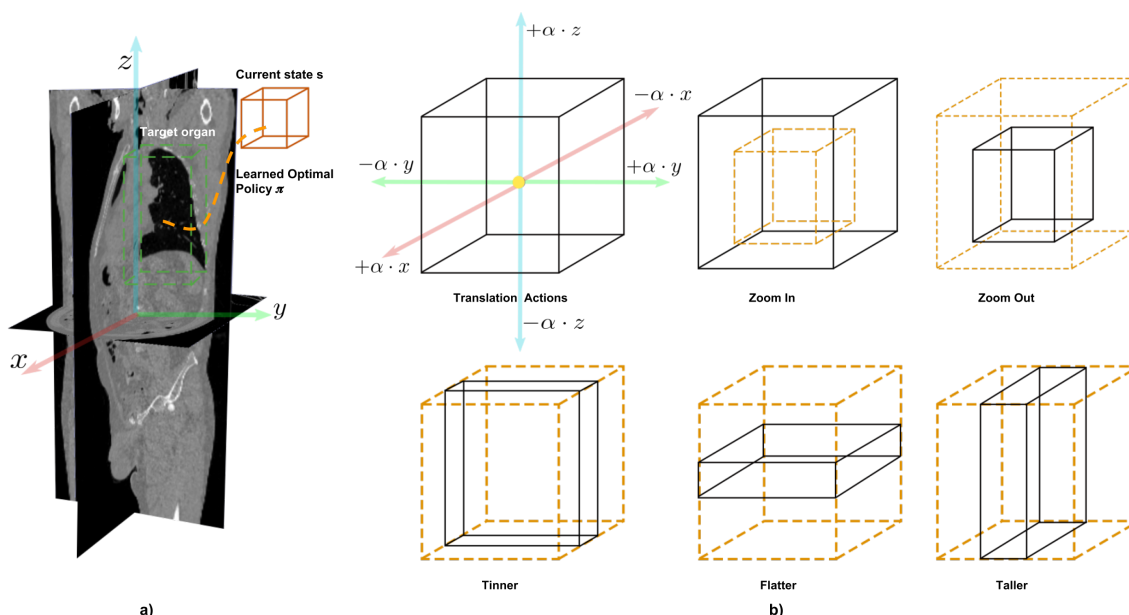 z
Current state s
Target organ
Learned Optimal
Policy π
y
x
+α · z
−α · x
−α · y
+α · y
+α · x
−α · z
Translation Actions
Zoom In
Zoom Out
Tinner
Flatter
Taller
a)
b)